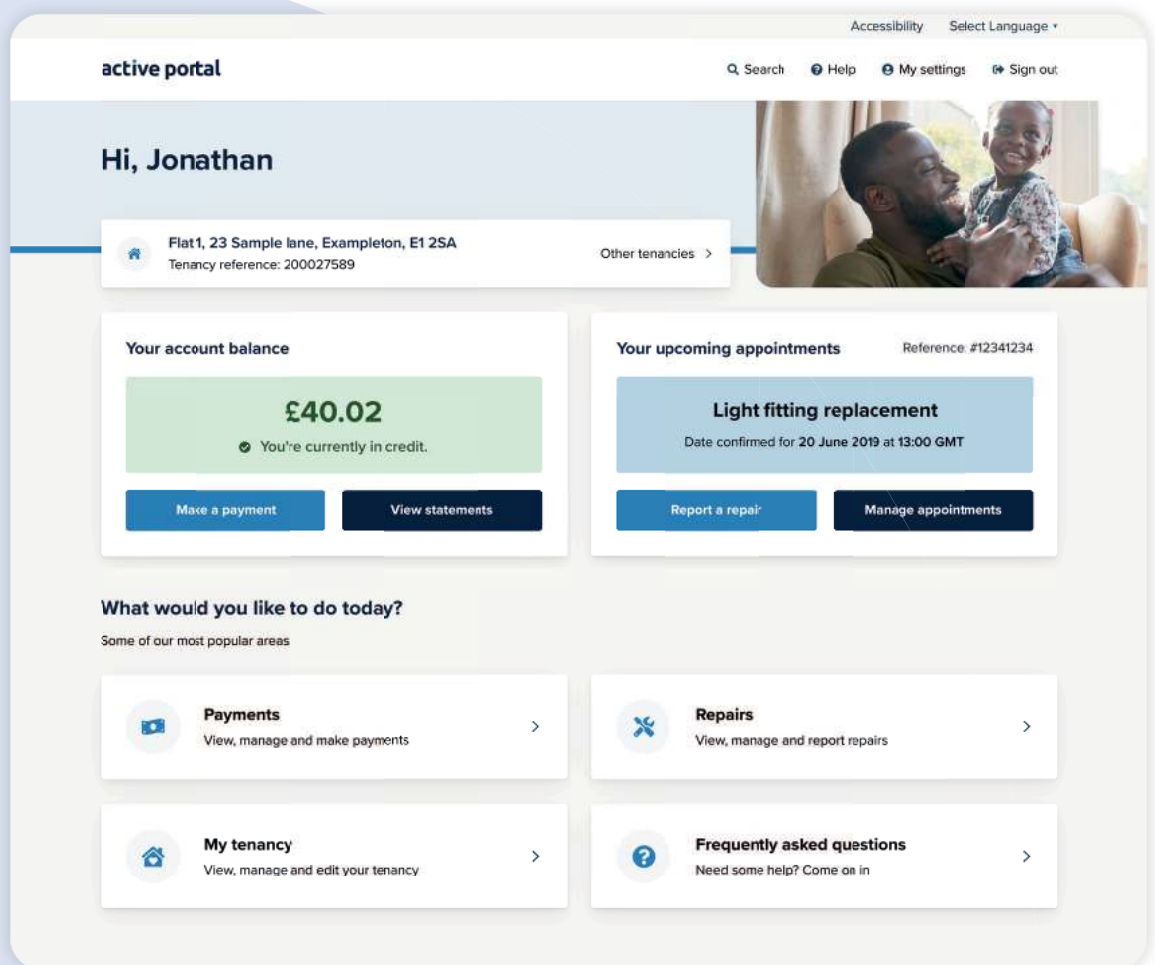 Accessibility Select Language
active portal
Search Help My settings Sign out
Hi, Jonathan
Flat 1, 23 Sample lane, Exampleton, E1 2SA
Tenancy reference: 200027589
Other tenancies
Your account balance
£40.02
You're currently in credit.
Make a payment View statements
Your upcoming appointments Reference: #12341234
Light fitting replacement
Date confirmed for 20 June 2019 at 13:00 GMT
Report a repair Manage appointments
What would you like to do today?
Some of our most popular areas
Payments
View, manage and make payments
Repairs
View, manage and report repairs
My tenancy
View, manage and edit your tenancy
Frequently asked questions
Need some help? Come on in